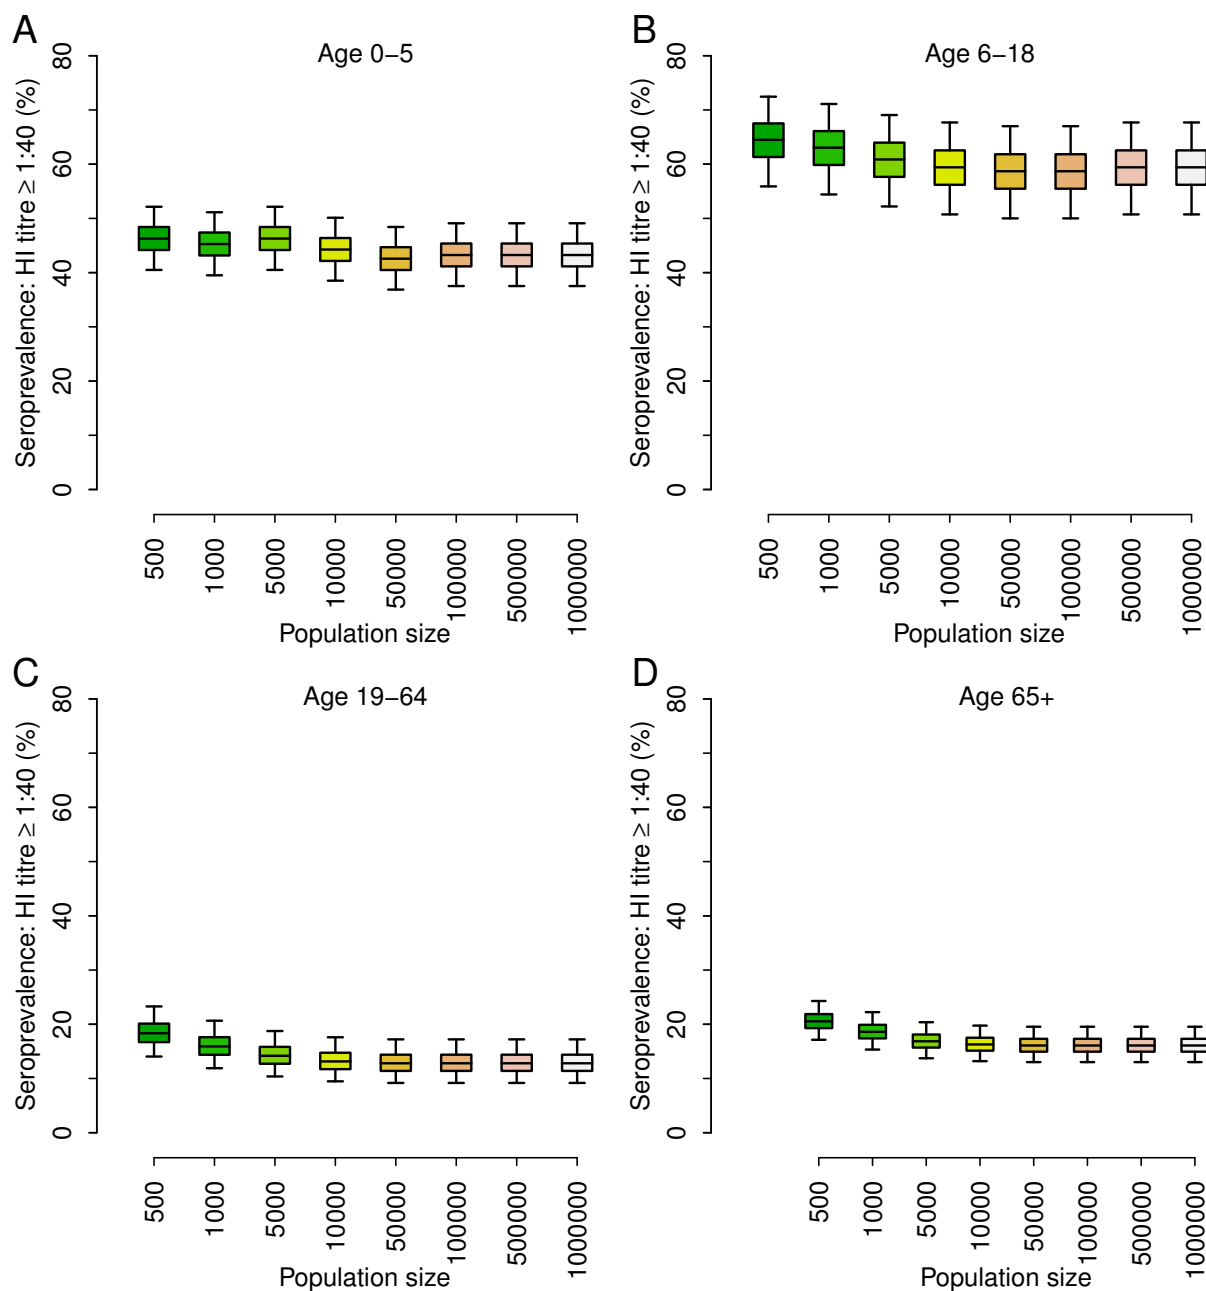 A
Age 0−5
Seroprevalence: HI titre ≥ 1:40 (%)
0 20 40 60 80
500 1000 5000 10000 50000 100000 500000 1000000
Population size
B
Age 6−18
Seroprevalence: HI titre ≥ 1:40 (%)
0 20 40 60 80
500 1000 5000 10000 50000 100000 500000 1000000
Population size
C
Age 19−64
Seroprevalence: HI titre ≥ 1:40 (%)
0 20 40 60 80
500 1000 5000 10000 50000 100000 500000 1000000
Population size
D
Age 65+
Seroprevalence: HI titre ≥ 1:40 (%)
0 20 40 60 80
500 1000 5000 10000 50000 100000 500000 1000000
Population size